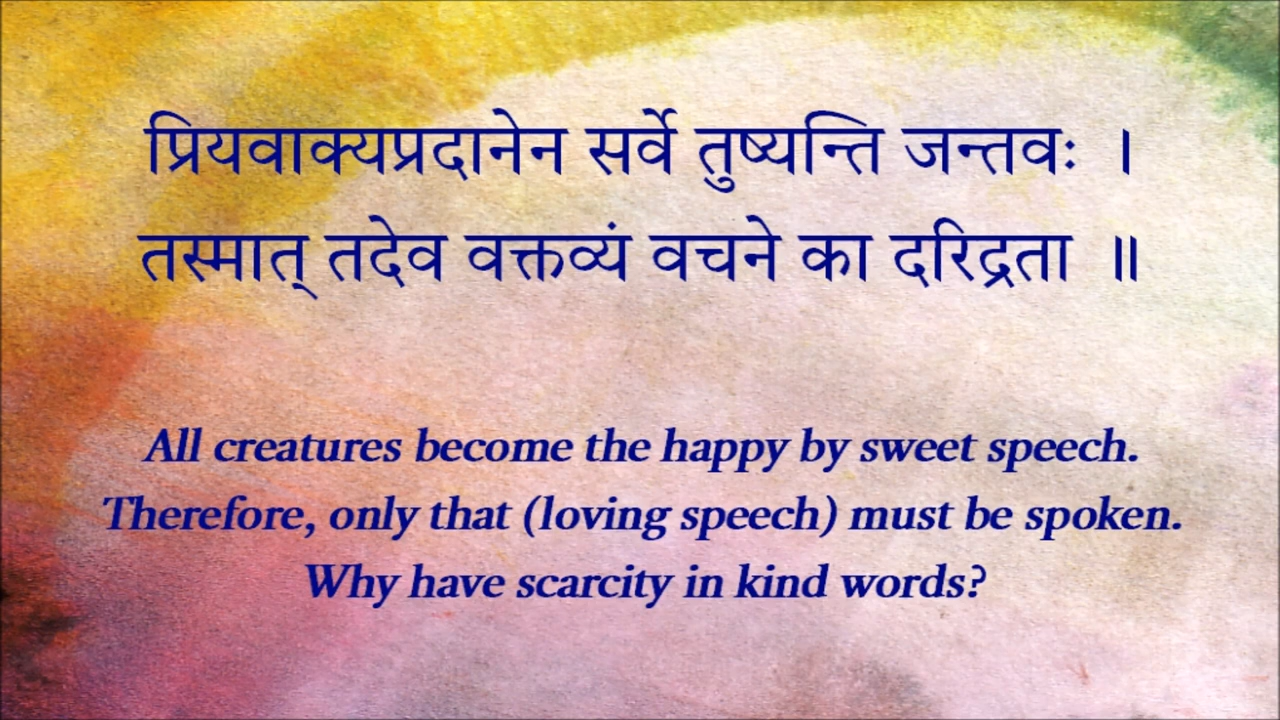 प्रियवाक्यप्रदानेन सर्वे तुष्यन्ति जन्तवः ।
तस्मात् तदेव वक्तव्यं वचने का दरिद्रता ॥
All creatures become the happy by sweet speech.
Therefore, only that (loving speech) must be spoken.
Why have scarcity in kind words?